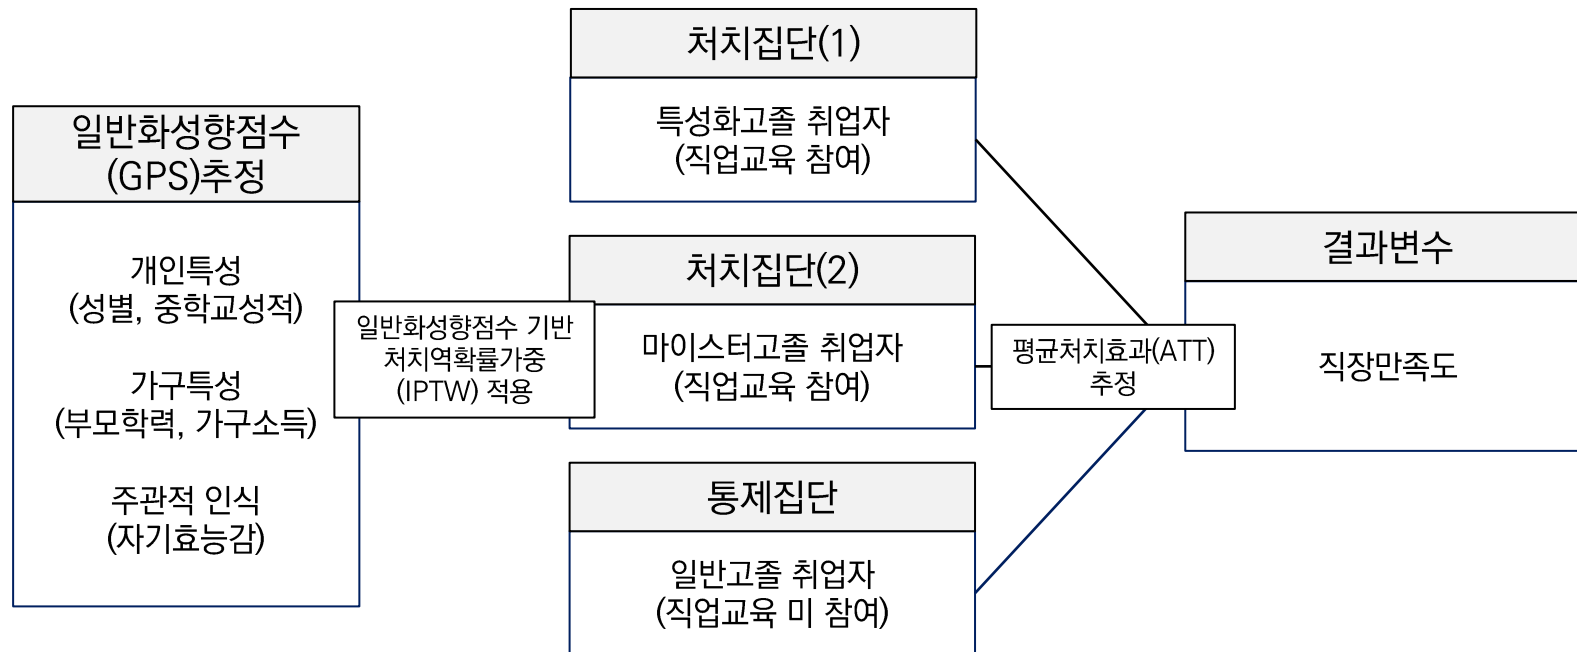 일반화성향점수
(GPS)추정
개인특성
(성별, 중학교성적)
가구특성
(부모학력, 가구소득)
주관적 인식
(자기효능감)
일반화성향점수 기반
처치역확률가중
(IPTW) 적용
처치집단(1)
특성화고졸 취업자
(직업교육 참여)
처치집단(2)
마이스터고졸 취업자
(직업교육 참여)
통제집단
일반고졸 취업자
(직업교육 미 참여)
평균처치효과(ATT)
추정
결과변수
직장만족도